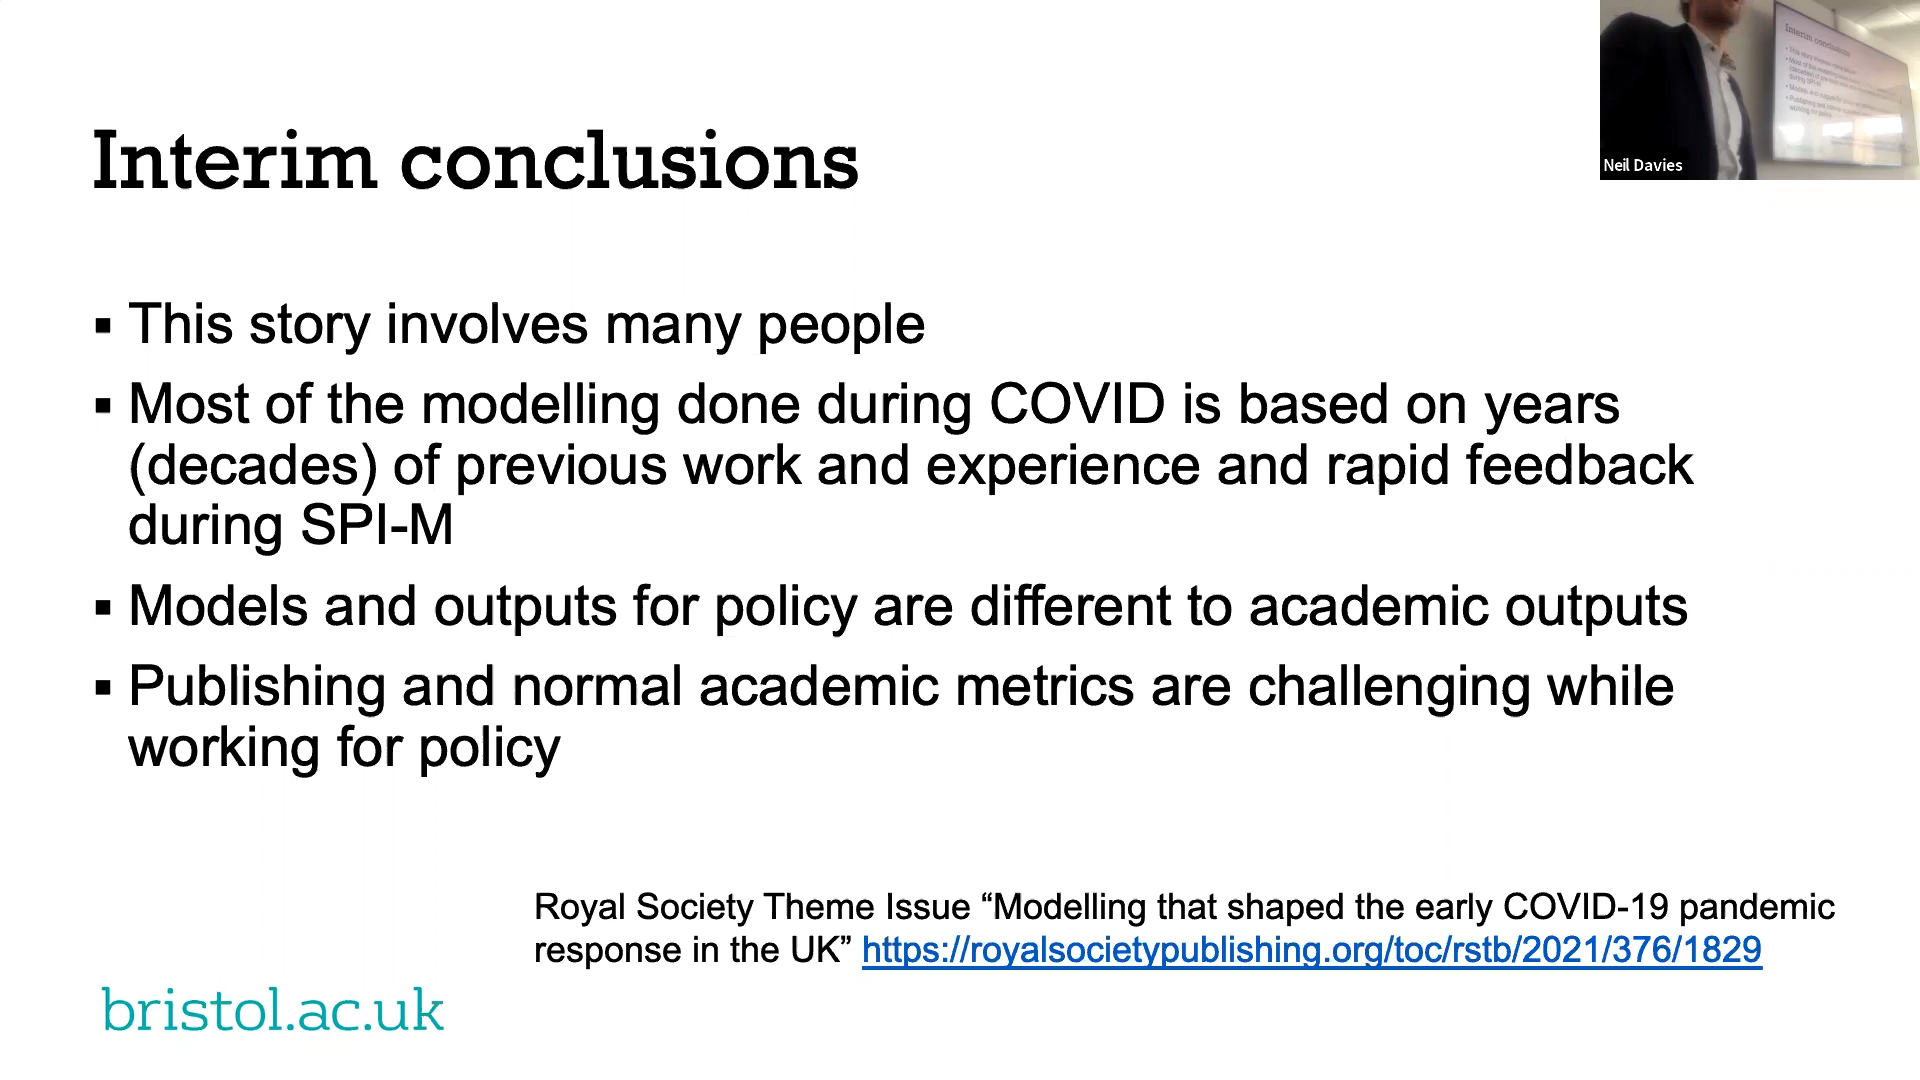 Neil Davies
Interim conclusions
▪ This story involves many people
▪ Most of the modelling done during COVID is based on years
(decades) of previous work and experience and rapid feedback
during SPI-M
▪ Models and outputs for policy are different to academic outputs
▪ Publishing and normal academic metrics are challenging while
working for policy
Royal Society Theme Issue “Modelling that shaped the early COVID-19 pandemic
response in the UK” https://royalsocietypublishing.org/toc/rstb/2021/376/1829
bristol.ac.uk